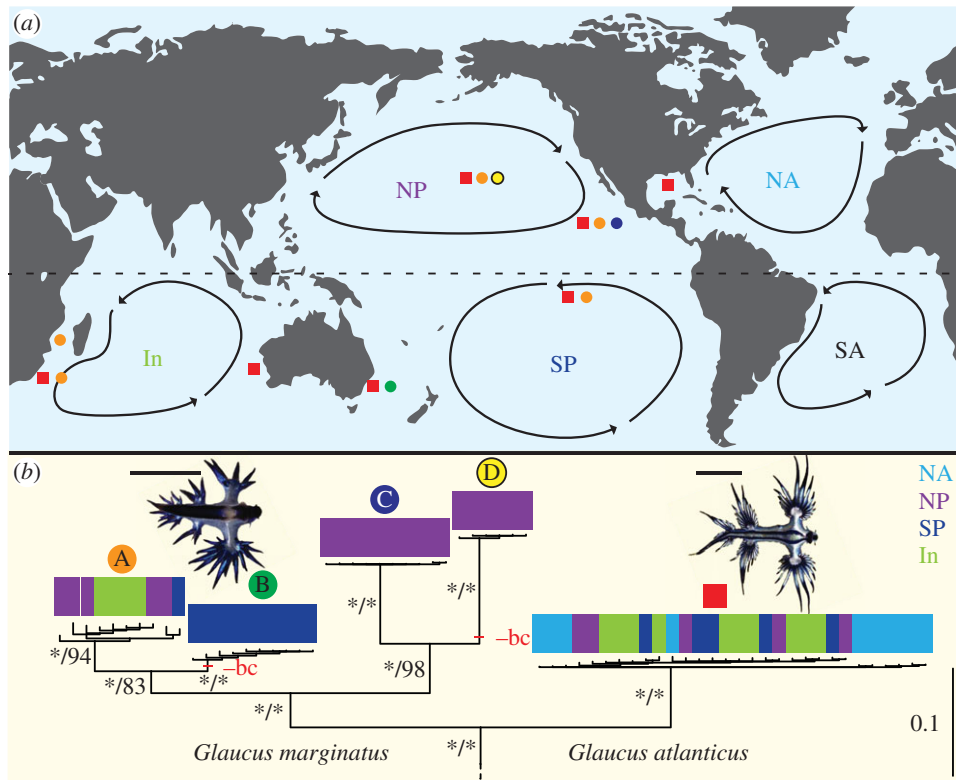 (a)
NP
NA
In
SP
SA
(b)
D
NA
C
NP
SP
A
In
B
*/* */*
–bc
*/94 –bc */98
*/83 */*
*/*
*/*
0.1
Glaucus marginatus */* Glaucus atlanticus